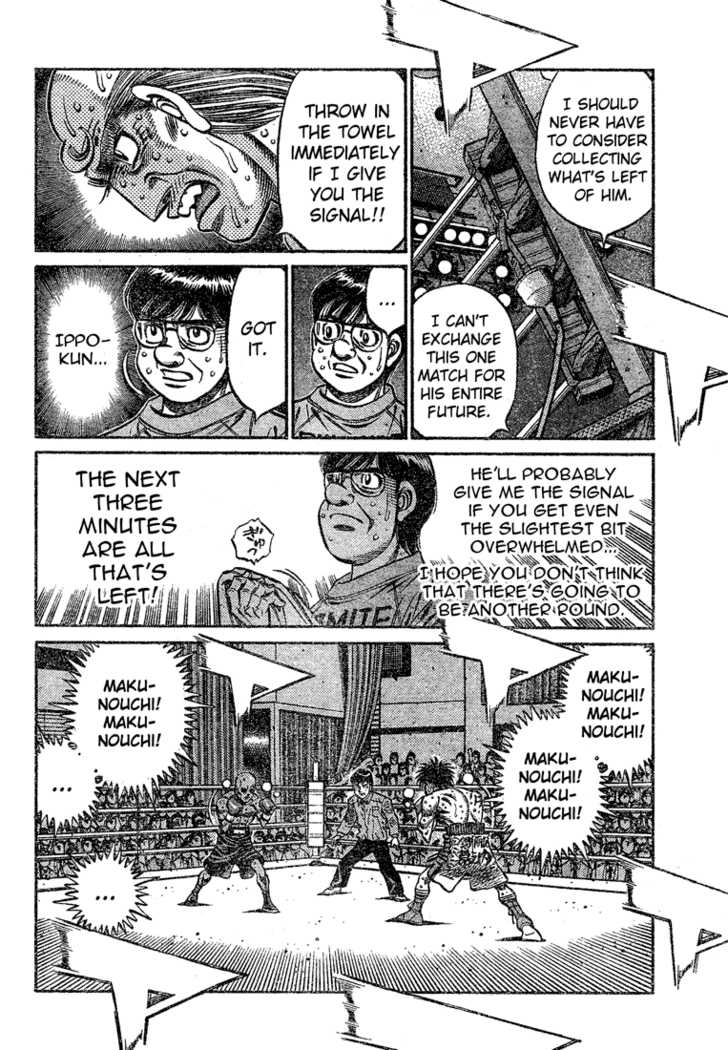 I SHOULD
NEVER HAVE
TO CONSIDER
COLLECTING
WHAT'S LEFT
OF HIM.
I CAN'T
EXCHANGE
THIS ONE
MATCH FOR
HIS ENTIRE
FUTURE.
THROW IN
THE TOWEL
IMMEDIATELY
IF I GIVE
YOU THE
SIGNAL!!
...
GOT
IT.
IPPO-
KUN...
HE'LL PROBABLY
GIVE ME THE SIGNAL
IF YOU GET EVEN
THE SLIGHTEST BIT
OVERWHELMED...
I HOPE YOU DON'T THINK
THAT THERE'S GOING TO
BE ANOTHER ROUND.
ぎゅっ
MITE
THE NEXT
THREE
MINUTES
ARE ALL
THAT'S
LEFT!
MAKU-
NOUCHI!
MAKU-
NOUCHI!
MAKU-
NOUCHI!
MAKU-
NOUCHI!
MAKU-
NOUCHI!
MAKU-
NOUCHI!
...
...